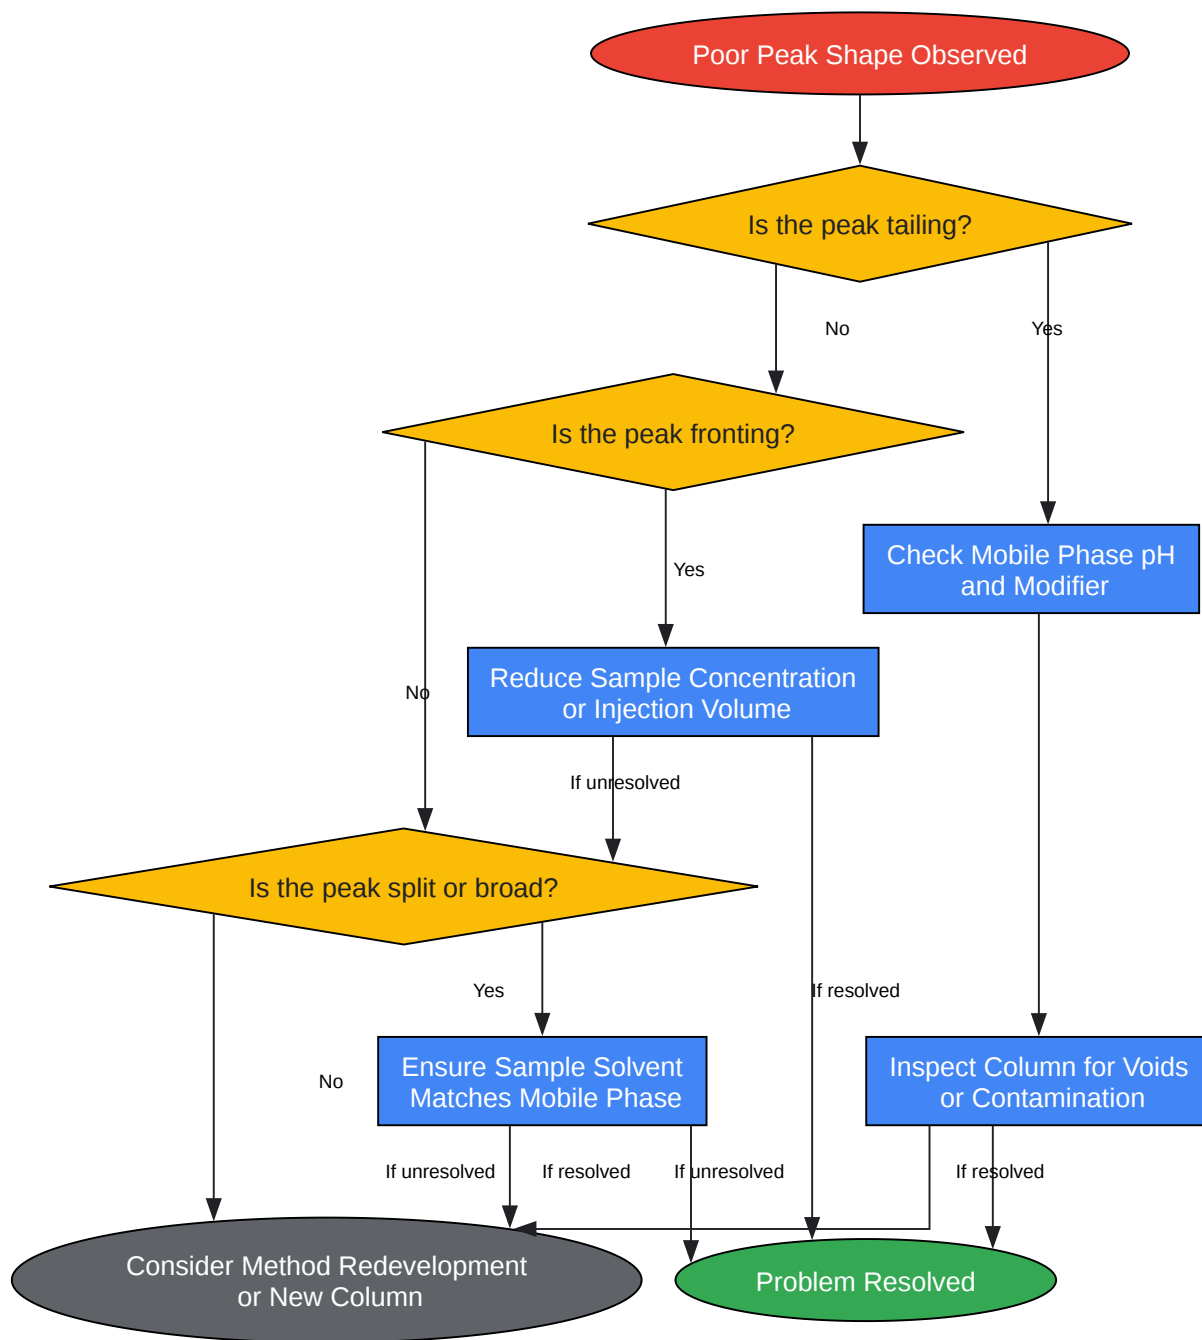 Poor Peak Shape Observed
Is the peak tailing?
No
Yes
Is the peak fronting?
Check Mobile Phase pH
and Modifier
Yes
Reduce Sample Concentration
or Injection Volume
No
If unresolved
Is the peak split or broad?
Yes
If resolved
Ensure Sample Solvent
Matches Mobile Phase
Inspect Column for Voids
or Contamination
No
If unresolved
If resolved
If unresolved
If resolved
Consider Method Redevelopment
or New Column
Problem Resolved